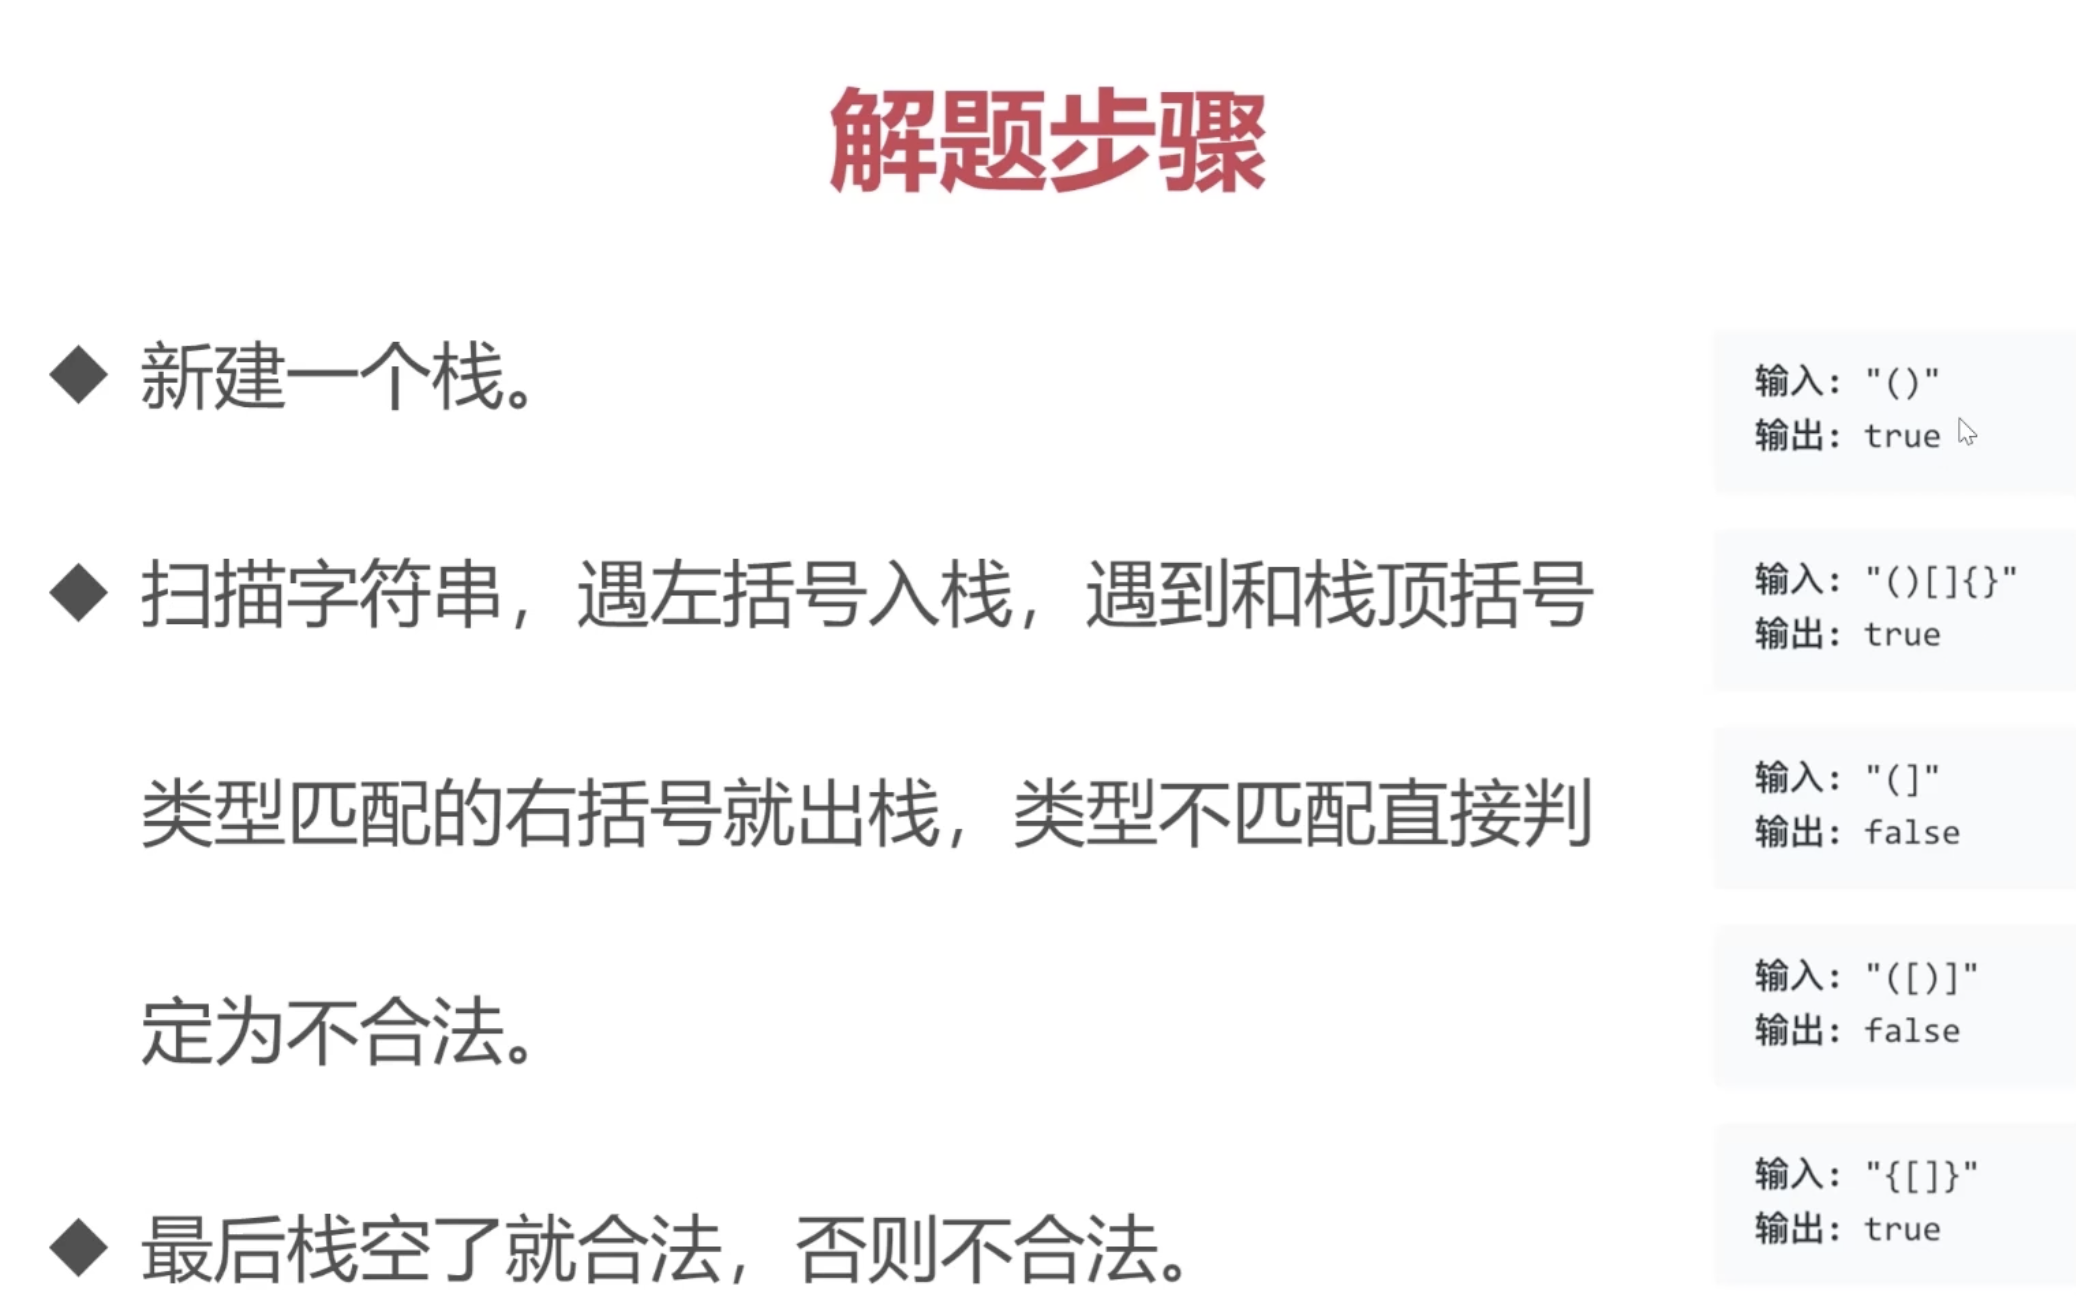 解题步骤
◆ 新建一个栈。
◆ 扫描字符串，遇左括号入栈，遇到和栈顶括号
类型匹配的右括号就出栈，类型不匹配直接判
定为不合法。
◆ 最后栈空了就合法，否则不合法。
输入: "()"
输出: true
输入: "()[]{}"
输出: true
输入: "(]"
输出: false
输入: "([)]"
输出: false
输入: "{[]}"
输出: true